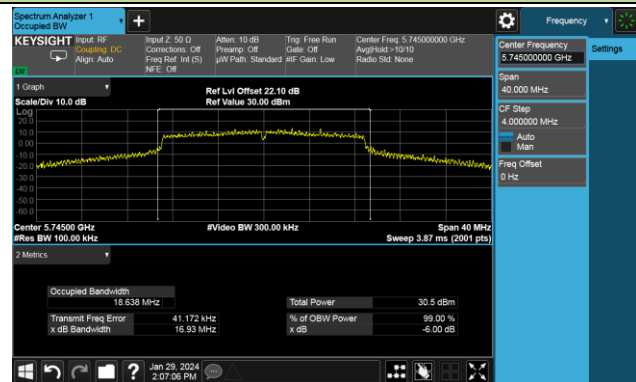 Spectrum Analyzer 1
Occupied BW
+
Frequency
KEYSIGHT
Input: RF
Coupling: DC
Align: Auto
Input Z: 50 Ω
Corrections: Off
Freq Ref: Int (S)
NFE: Off
Atten: 10 dB
Preamp: Off
µW Path: Standard
Trig: Free Run
Gate: Off
#IF Gain: Low
Center Freq: 5.745000000 GHz
Avg|Hold:>10/10
Radio Std: None
Center Frequency
5.745000000 GHz
Settings
Span
40.000 MHz
CF Step
4.000000 MHz
Auto
Man
Freq Offset
0 Hz
1 Graph
Scale/Div 10.0 dB
Ref Lvl Offset 22.10 dB
Ref Value 30.00 dBm
Log
20.0
10.0
0.00
-10.0
-20.0
-30.0
-40.0
-50.0
-60.0
Center 5.74500 GHz
#Video BW 300.00 kHz
Span 40 MHz
#Res BW 100.00 kHz
Sweep 3.87 ms (2001 pts)
2 Metrics
Occupied Bandwidth
18.638 MHz
Total Power 30.5 dBm
Transmit Freq Error 41.172 kHz
% of OBW Power 99.00 %
x dB Bandwidth 16.93 MHz
x dB -6.00 dB
?
Jan 29, 2024
2:07:06 PM